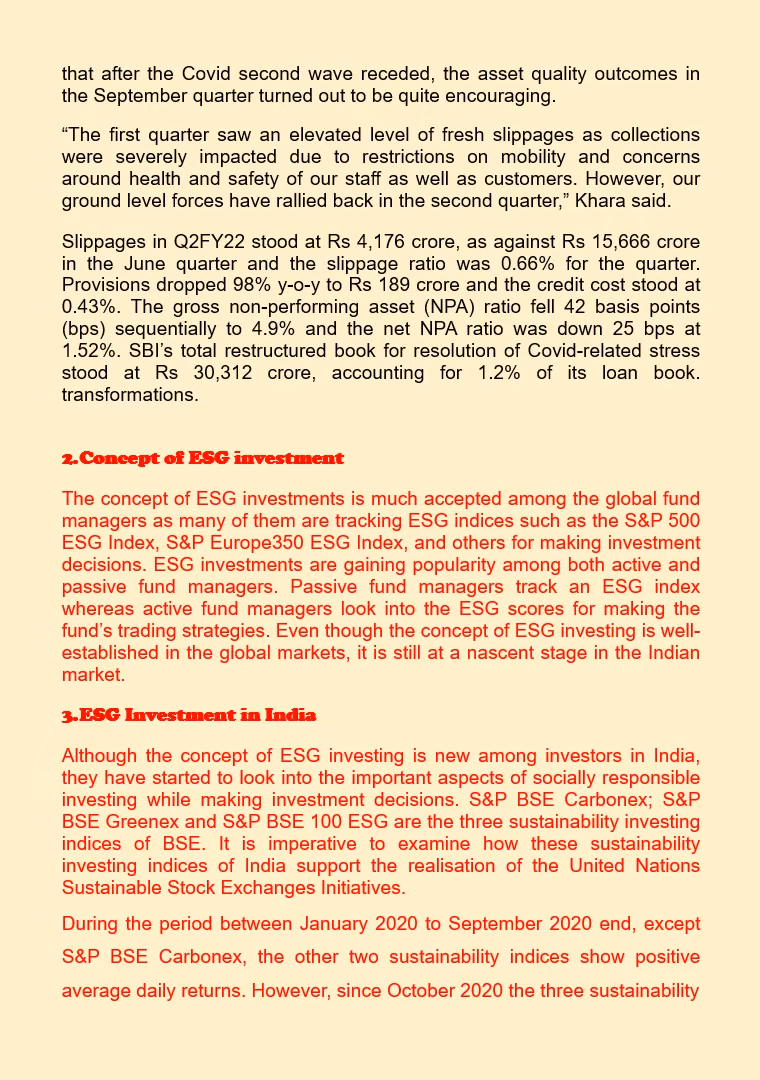 that after the Covid second wave receded, the asset quality outcomes in
the September quarter turned out to be quite encouraging.
“The first quarter saw an elevated level of fresh slippages as collections
were severely impacted due to restrictions on mobility and concerns
around health and safety of our staff as well as customers. However, our
ground level forces have rallied back in the second quarter,” Khara said.
Slippages in Q2FY22 stood at Rs 4,176 crore, as against Rs 15,666 crore
in the June quarter and the slippage ratio was 0.66% for the quarter.
Provisions dropped 98% y-o-y to Rs 189 crore and the credit cost stood at
0.43%. The gross non-performing asset (NPA) ratio fell 42 basis points
(bps) sequentially to 4.9% and the net NPA ratio was down 25 bps at
1.52%. SBI’s total restructured book for resolution of Covid-related stress
stood at Rs 30,312 crore, accounting for 1.2% of its loan book.
transformations.
2.Concept of ESG investment
The concept of ESG investments is much accepted among the global fund
managers as many of them are tracking ESG indices such as the S&P 500
ESG Index, S&P Europe350 ESG Index, and others for making investment
decisions. ESG investments are gaining popularity among both active and
passive fund managers. Passive fund managers track an ESG index
whereas active fund managers look into the ESG scores for making the
fund’s trading strategies. Even though the concept of ESG investing is well-
established in the global markets, it is still at a nascent stage in the Indian
market.
3.ESG Investment in India
Although the concept of ESG investing is new among investors in India,
they have started to look into the important aspects of socially responsible
investing while making investment decisions. S&P BSE Carbonex; S&P
BSE Greenex and S&P BSE 100 ESG are the three sustainability investing
indices of BSE. It is imperative to examine how these sustainability
investing indices of India support the realisation of the United Nations
Sustainable Stock Exchanges Initiatives.
During the period between January 2020 to September 2020 end, except
S&P BSE Carbonex, the other two sustainability indices show positive
average daily returns. However, since October 2020 the three sustainability